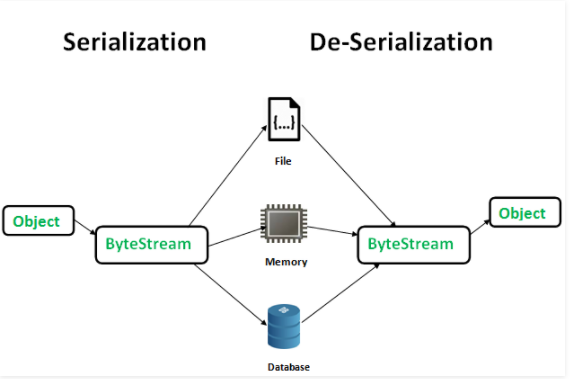 Serialization
De-Serialization
{...}
File
Object
ByteStream
Memory
ByteStream
Object
Database